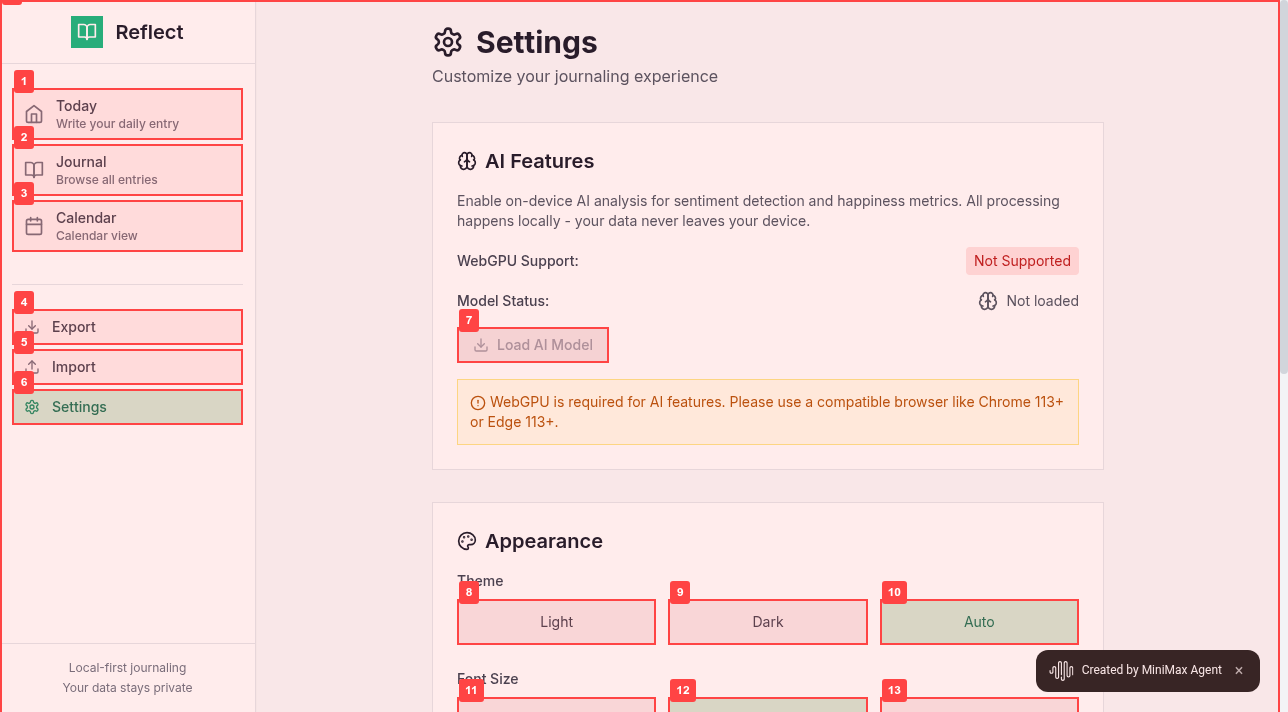 Reflect
1
Today
Write your daily entry
2
Journal
Browse all entries
3
Calendar
Calendar view
4
Export
5
Import
6
Settings
Local-first journaling
Your data stays private
Settings
Customize your journaling experience
AI Features
Enable on-device AI analysis for sentiment detection and happiness metrics. All processing
happens locally - your data never leaves your device.
WebGPU Support:
Not Supported
Model Status:
Not loaded
7
Load AI Model
WebGPU is required for AI features. Please use a compatible browser like Chrome 113+
or Edge 113+.
Appearance
Theme
8
Light
9
Dark
10
Auto
Font Size
11
12
13
Created by MiniMax Agent ×